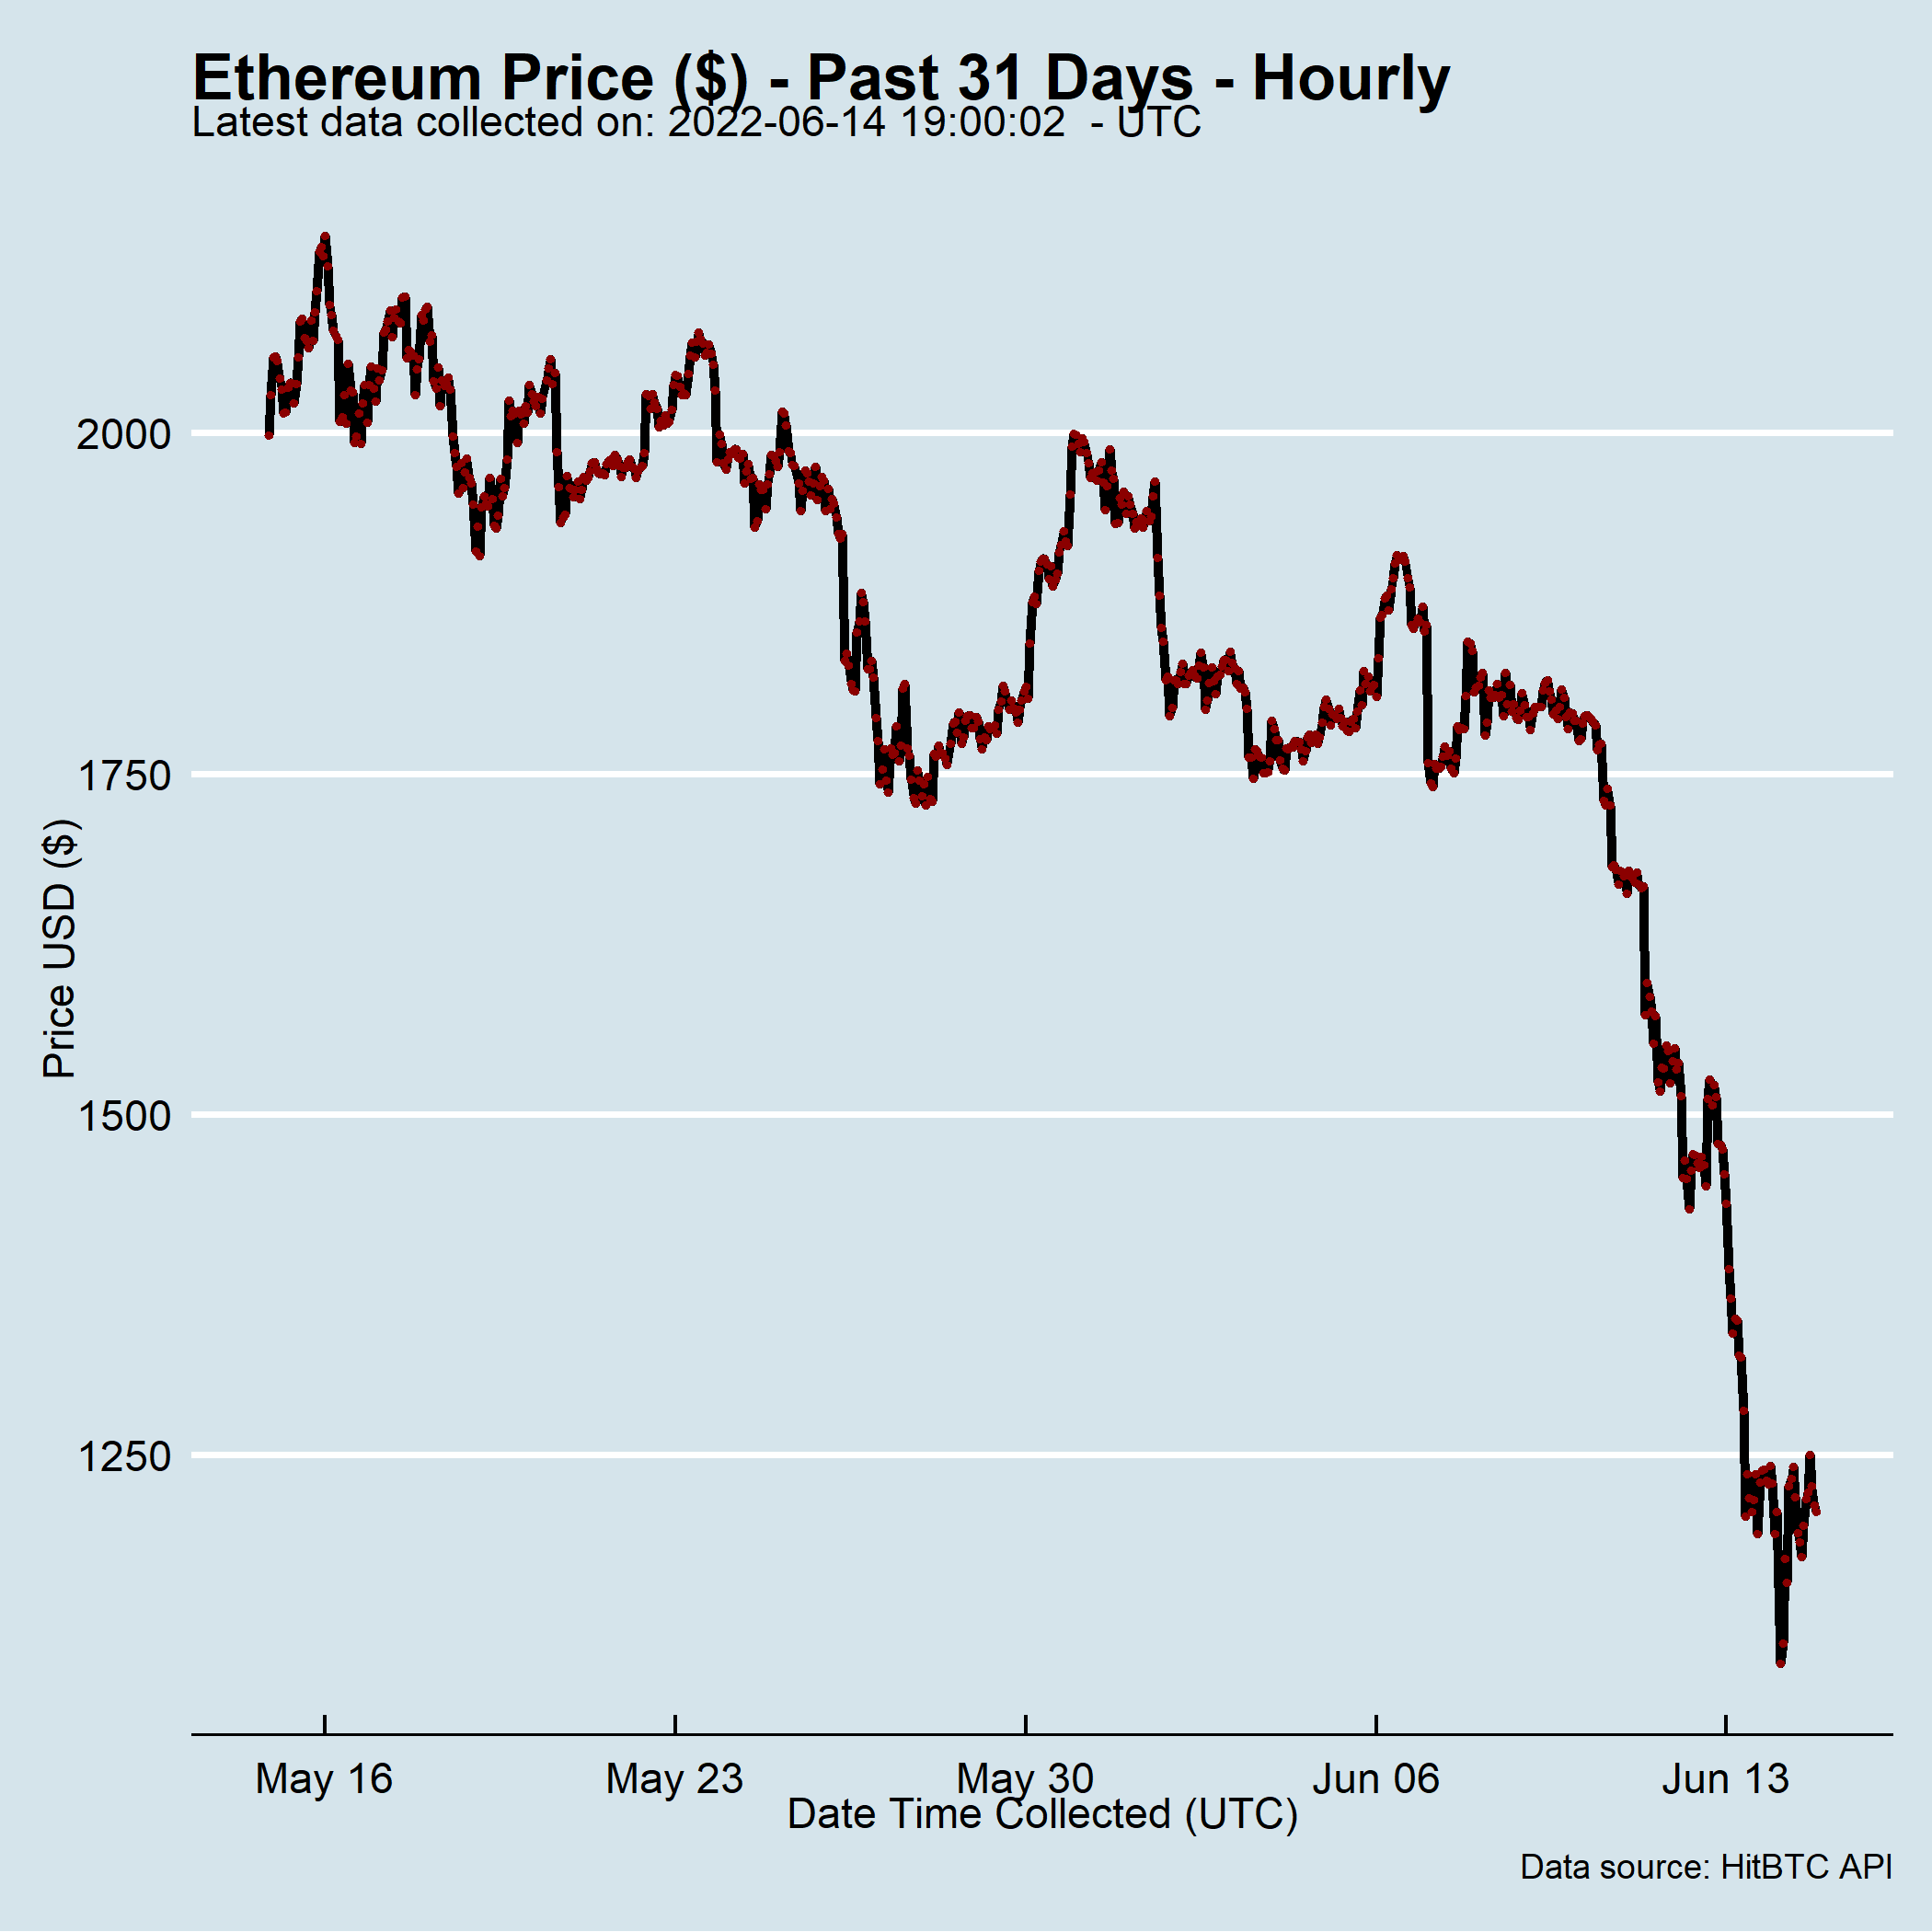 Ethereum Price ($) - Past 31 Days - Hourly
Latest data collected on: 2022-06-14 19:00:02  - UTC
Price USD ($)
2000
1750
1500
1250
May 16
May 23
May 30
Jun 06
Jun 13
Date Time Collected (UTC)
Data source: HitBTC API